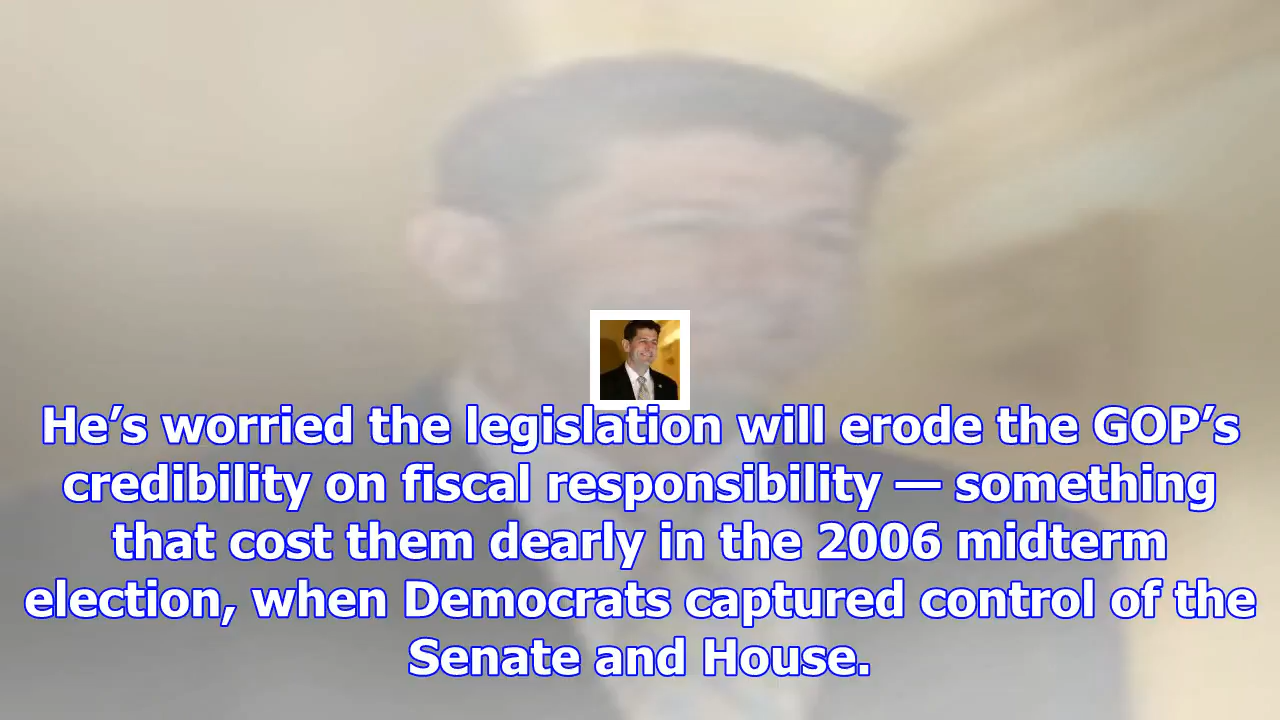 He’s worried the legislation will erode the GOP’s
credibility on fiscal responsibility — something
that cost them dearly in the 2006 midterm
election, when Democrats captured control of the
Senate and House.